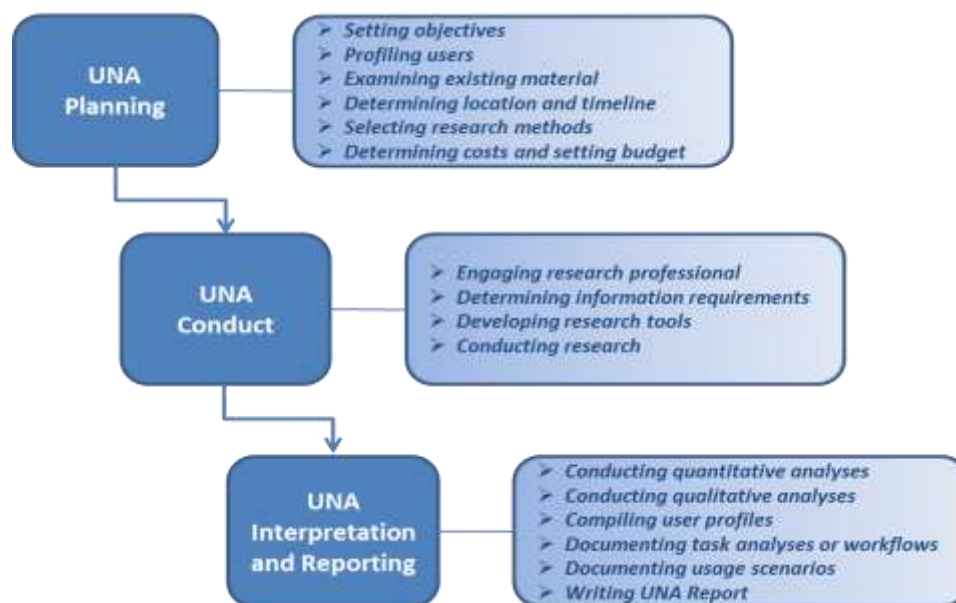 UNA
Planning
➢ Setting objectives
➢ Profiling users
➢ Examining existing material
➢ Determining location and timeline
➢ Selecting research methods
➢ Determining costs and setting budget
UNA
Conduct
➢ Engaging research professional
➢ Determining information requirements
➢ Developing research tools
➢ Conducting research
UNA
Interpretation
and Reporting
➢ Conducting quantitative analyses
➢ Conducting qualitative analyses
➢ Compiling user profiles
➢ Documenting task analyses or workflows
➢ Documenting usage scenarios
➢ Writing UNA Report